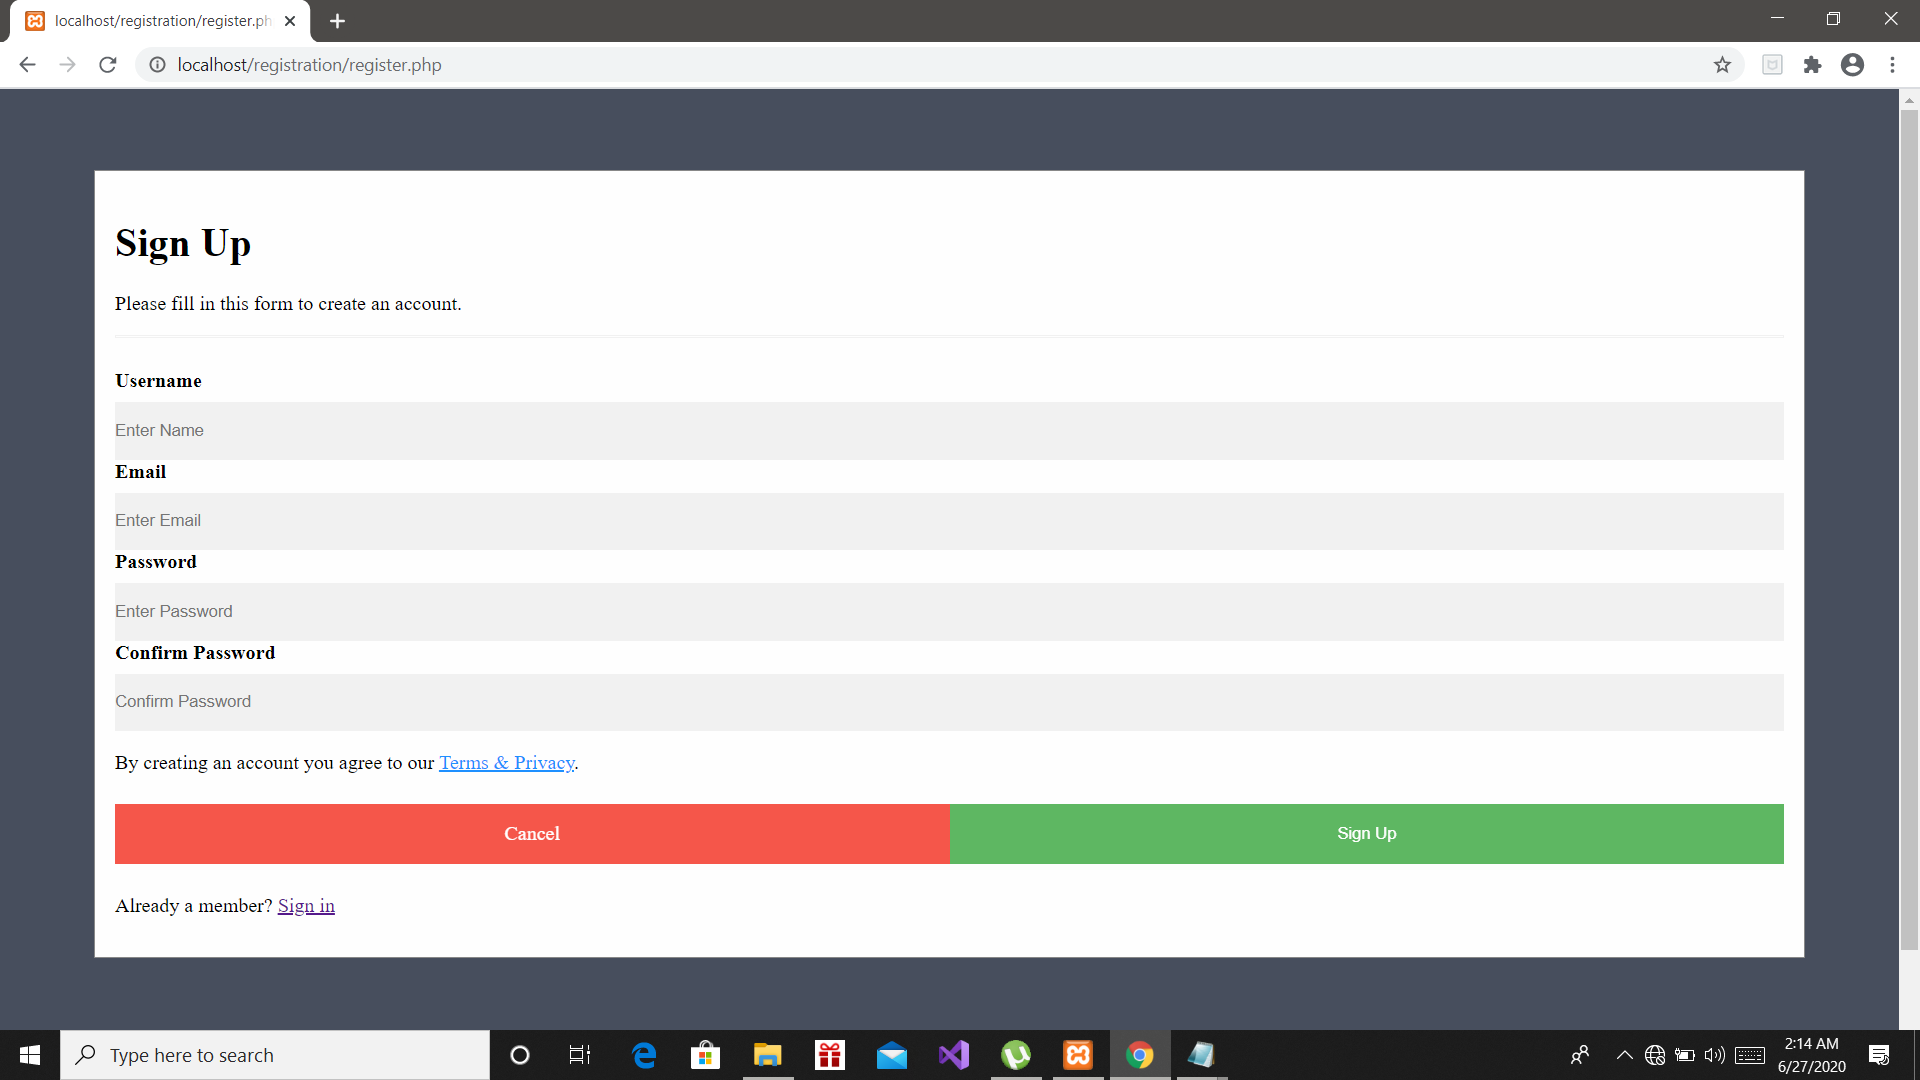 localhost/registration/register.ph
localhost/registration/register.php
Sign Up
Please fill in this form to create an account.
Username
Enter Name
Email
Enter Email
Password
Enter Password
Confirm Password
Confirm Password
By creating an account you agree to our Terms & Privacy.
Cancel
Sign Up
Already a member? Sign in
Type here to search
2:14 AM
6/27/2020